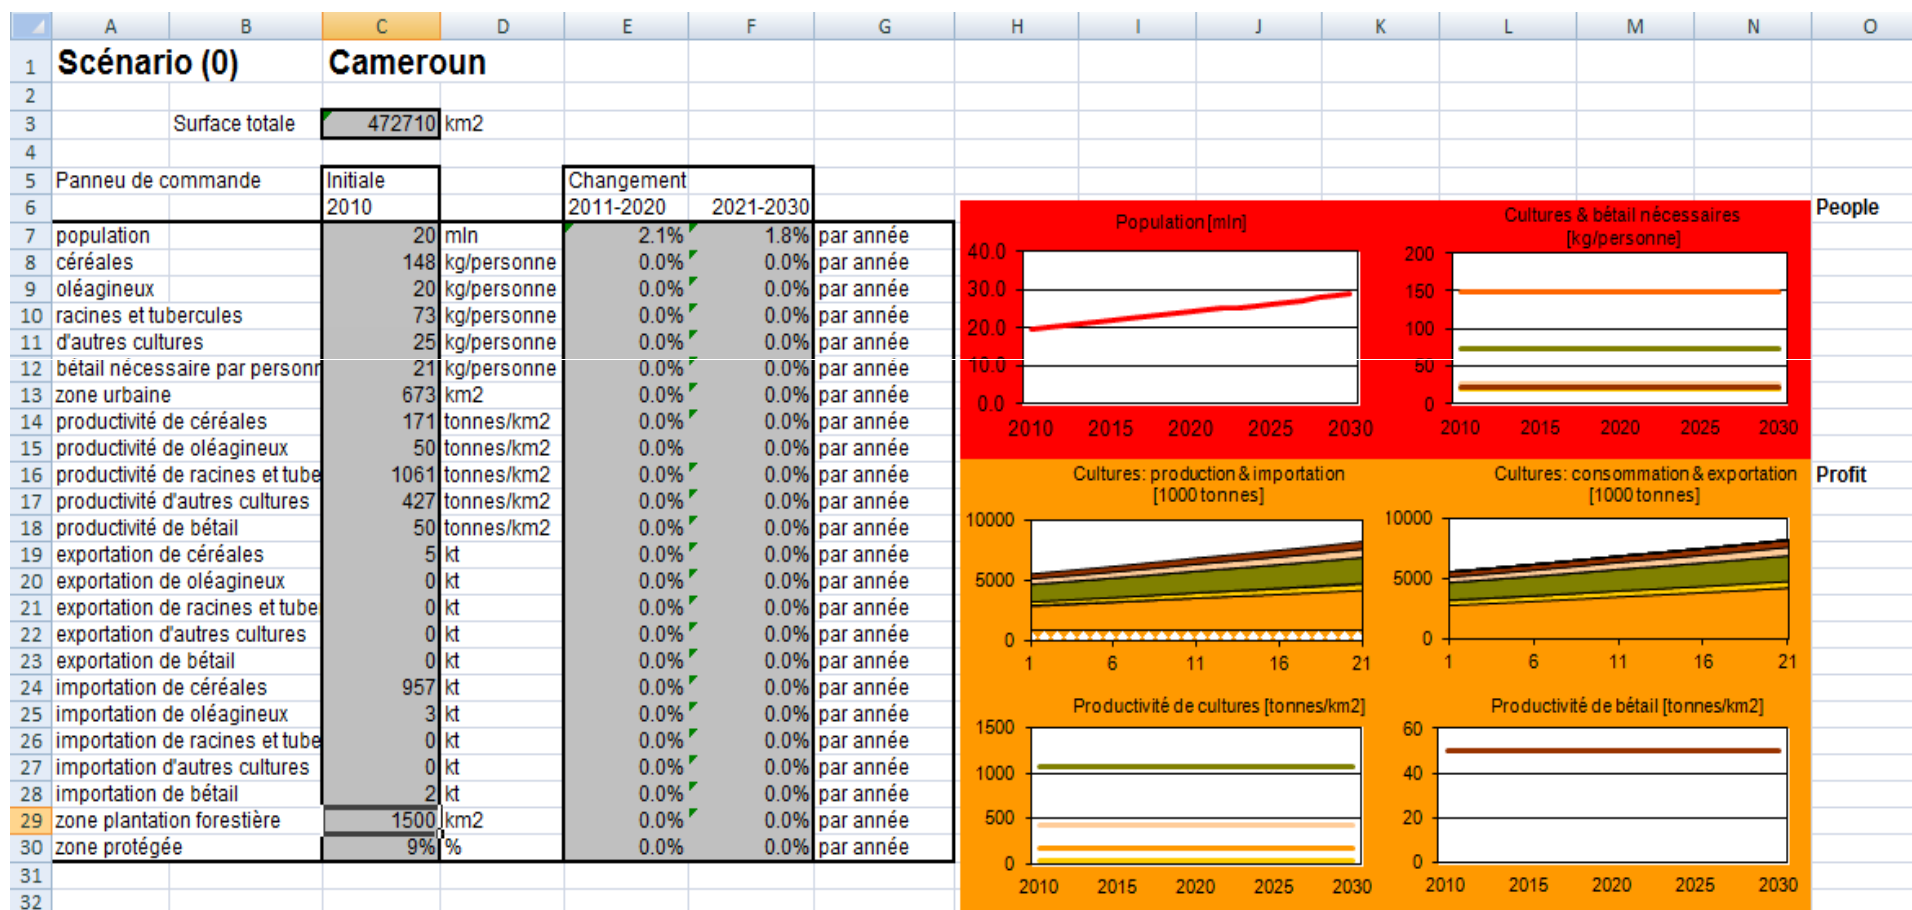 A B C D E F G H I J K L M N O
1 Scénario (0) Cameroun
2
3 Surface totale 472710 km2
4
5 Panneu de commande Initiale Changement
6 2010 2011-2020 2021-2030 People
7 population 20 mln 2.1% 1.8% par année
8 céréales 148 kg/personne 0.0% 0.0% par année
9 oléagineux 20 kg/personne 0.0% 0.0% par année
10 racines et tubercules 73 kg/personne 0.0% 0.0% par année
11 d'autres cultures 25 kg/personne 0.0% 0.0% par année
12 bétail nécessaire par personr 21 kg/personne 0.0% 0.0% par année
13 zone urbaine 673 km2 0.0% 0.0% par année
14 productivité de céréales 171 tonnes/km2 0.0% 0.0% par année
15 productivité de oléagineux 50 tonnes/km2 0.0% 0.0% par année
16 productivité de racines et tube 1061 tonnes/km2 0.0% 0.0% par année Profit
17 productivité d'autres cultures 427 tonnes/km2 0.0% 0.0% par année
18 productivité de bétail 50 tonnes/km2 0.0% 0.0% par année
19 exportation de céréales 5 kt 0.0% 0.0% par année
20 exportation de oléagineux 0 kt 0.0% 0.0% par année
21 exportation de racines et tube 0 kt 0.0% 0.0% par année
22 exportation d'autres cultures 0 kt 0.0% 0.0% par année
23 exportation de bétail 0 kt 0.0% 0.0% par année
24 importation de céréales 957 kt 0.0% 0.0% par année
25 importation de oléagineux 3 kt 0.0% 0.0% par année
26 importation de racines et tube 0 kt 0.0% 0.0% par année
27 importation d'autres cultures 0 kt 0.0% 0.0% par année
28 importation de bétail 2 kt 0.0% 0.0% par année
29 zone plantation forestière 1500 km2 0.0% 0.0% par année
30 zone protégée 9% % 0.0% 0.0% par année
31
32
Population [mln]
40.0
30.0
20.0
10.0
0.0
2010 2015 2020 2025 2030
Cultures & bétail nécessaires
[kg/personne]
200
150
100
50
0
2010 2015 2020 2025 2030
Cultures: production & importation
[1000 tonnes]
10000
5000
0
1 6 11 16 21
Cultures: consommation & exportation
[1000 tonnes]
10000
5000
0
1 6 11 16 21
Productivité de cultures [tonnes/km2]
1500
1000
500
0
2010 2015 2020 2025 2030
Productivité de bétail [tonnes/km2]
60
40
20
0
2010 2015 2020 2025 2030